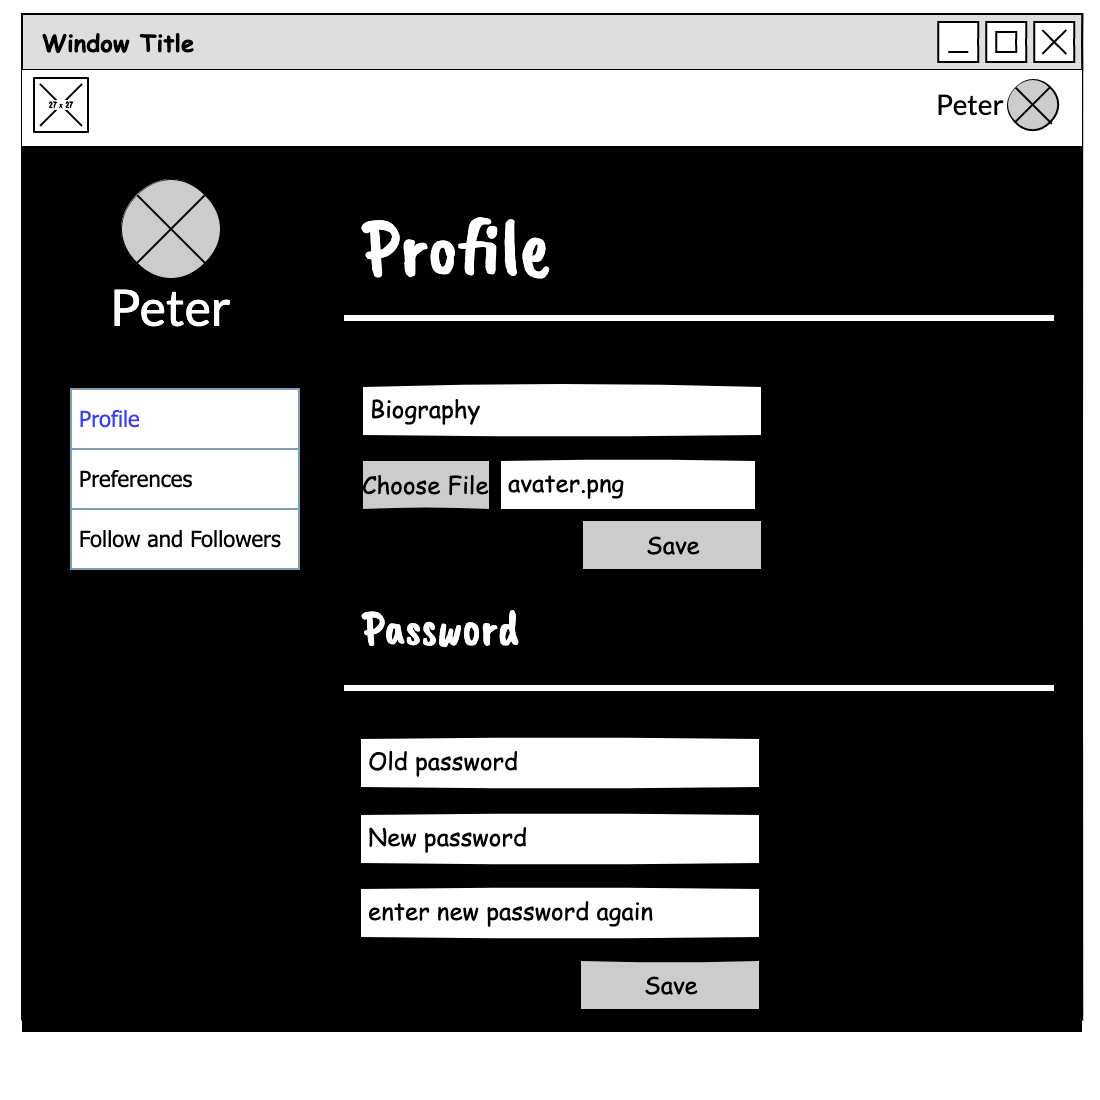 Window Title
27 x 27
Peter
Peter
Profile
Profile
Preferences
Follow and Followers
Biography
Choose File
avater.png
Save
Password
Old password
New password
enter new password again
Save